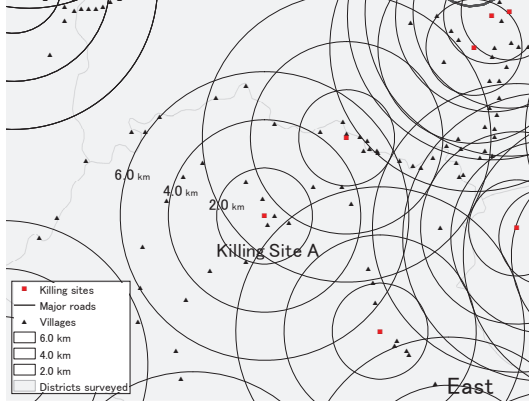 6.0 km
4.0 km
2.0 km
Killing Site A
Killing sites
Major roads
Villages
6.0 km
4.0 km
2.0 km
Districts surveyed
East